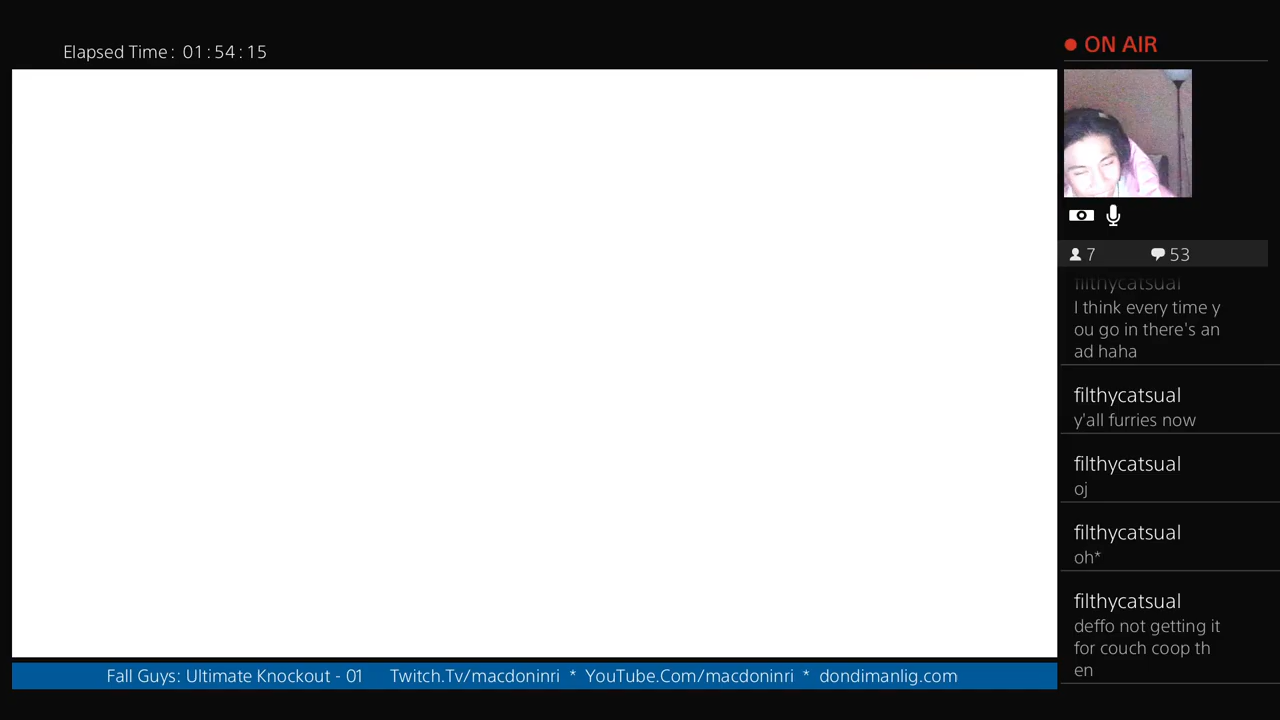 Elapsed Time: 01:54:15
ON AIR
7 53
filthycatsual
I think every time y
ou go in there's an
ad haha
filthycatsual
y'all furries now
filthycatsual
oj
filthycatsual
oh*
filthycatsual
deffo not getting it
for couch coop th
en
Fall Guys: Ultimate Knockout - 01 Twitch.Tv/macdoninri * YouTube.Com/macdoninri * dondimanlig.com